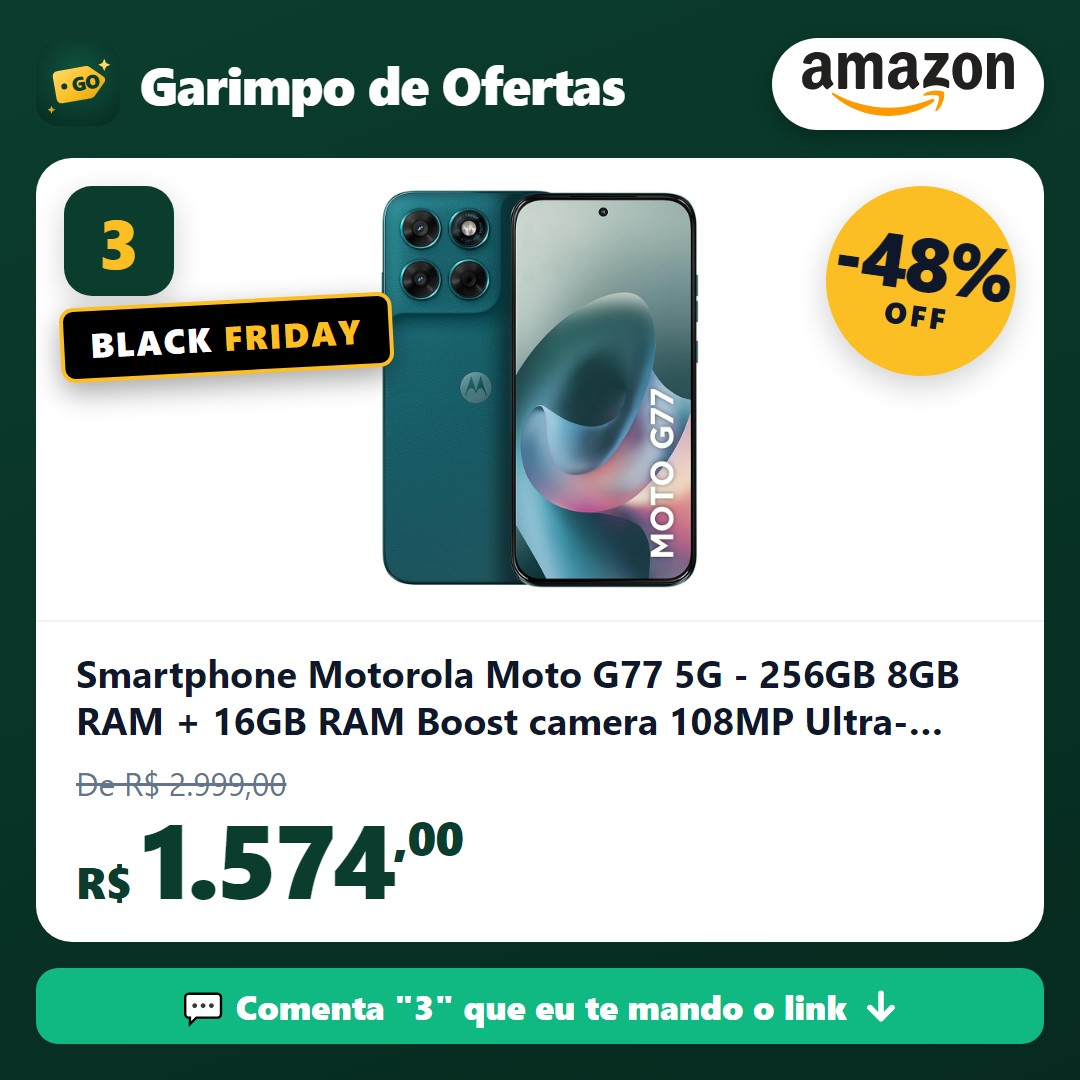 GO
Garimpo de Ofertas
amazon
3
BLACK FRIDAY
-48%
OFF
MOTO G77
Smartphone Motorola Moto G77 5G - 256GB 8GB
RAM + 16GB RAM Boost camera 108MP Ultra-...
De R$ 2.999,00
R$ 1.574,00
Comenta "3" que eu te mando o link